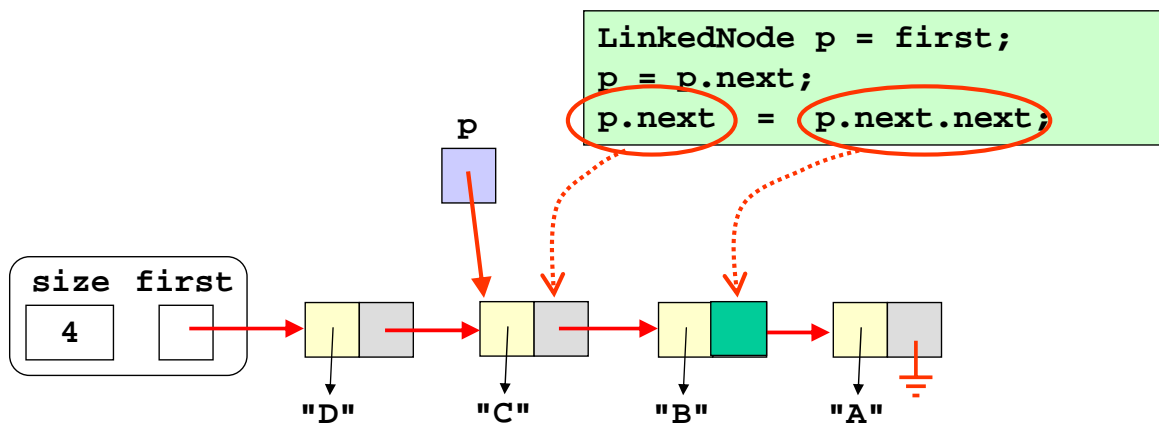 LinkedNode p = first;
p = p.next;
p.next = p.next.next;
p
size first
4
"D" "C" "B" "A"